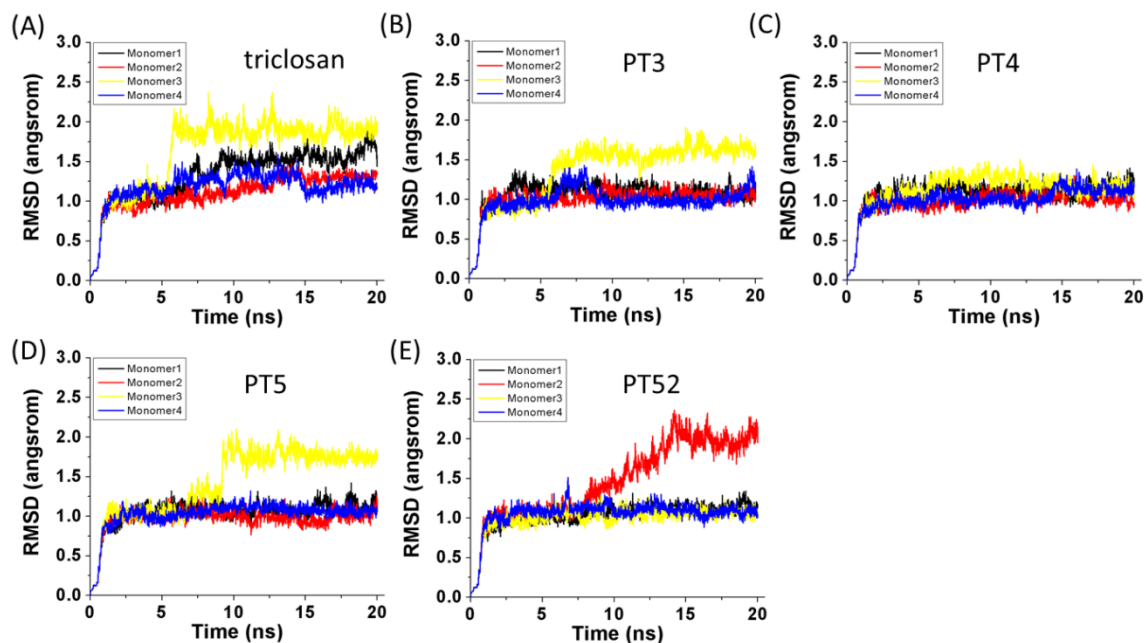 (A)
triclosan
Monomer1
Monomer2
Monomer3
Monomer4
RMSD (angsrom)
3.0
2.5
2.0
1.5
1.0
0.5
0.0
0 5 10 15 20
Time (ns)
(B)
PT3
Monomer1
Monomer2
Monomer3
Monomer4
RMSD (angsrom)
3.0
2.5
2.0
1.5
1.0
0.5
0.0
0 5 10 15 20
Time (ns)
(C)
PT4
Monomer1
Monomer2
Monomer3
Monomer4
RMSD (angsrom)
3.0
2.5
2.0
1.5
1.0
0.5
0.0
0 5 10 15 20
Time (ns)
(D)
PT5
Monomer1
Monomer2
Monomer3
Monomer4
RMSD (angsrom)
3.0
2.5
2.0
1.5
1.0
0.5
0.0
0 5 10 15 20
Time (ns)
(E)
PT52
Monomer1
Monomer2
Monomer3
Monomer4
RMSD (angsrom)
3.0
2.5
2.0
1.5
1.0
0.5
0.0
0 5 10 15 20
Time (ns)